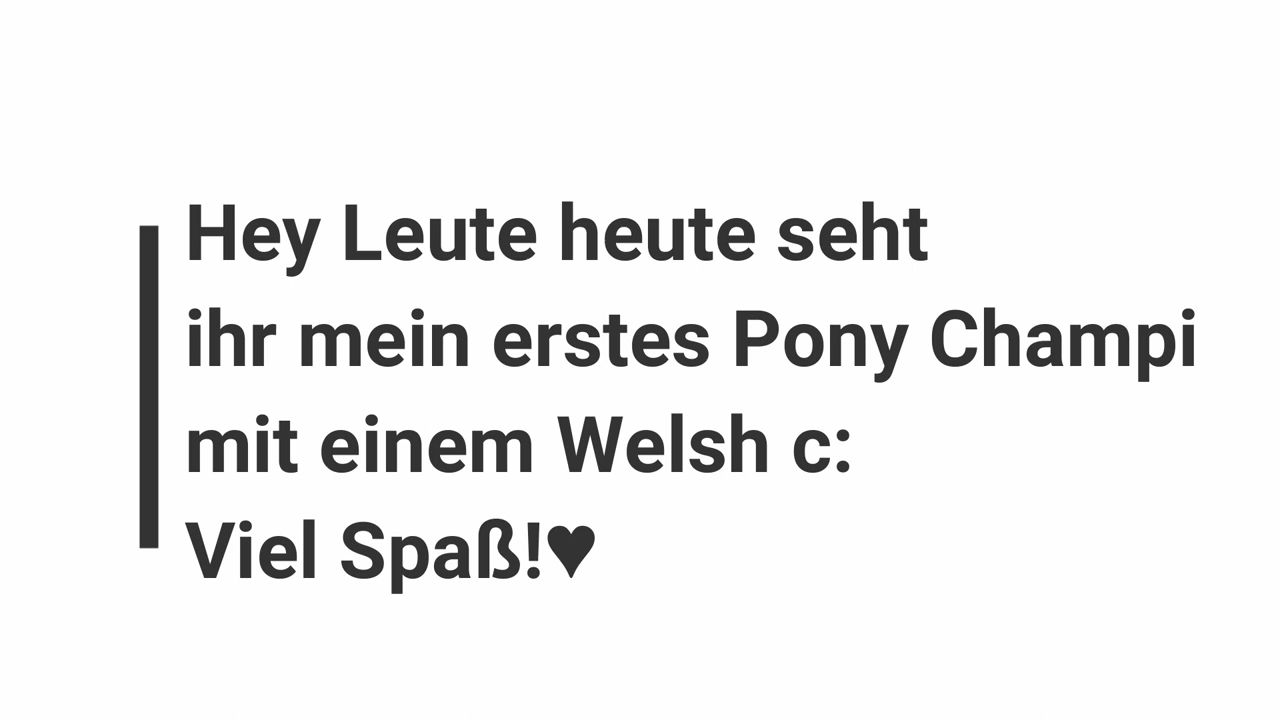 Hey Leute heute seht
ihr mein erstes Pony Champi
mit einem Welsh c:
Viel Spaß!♥